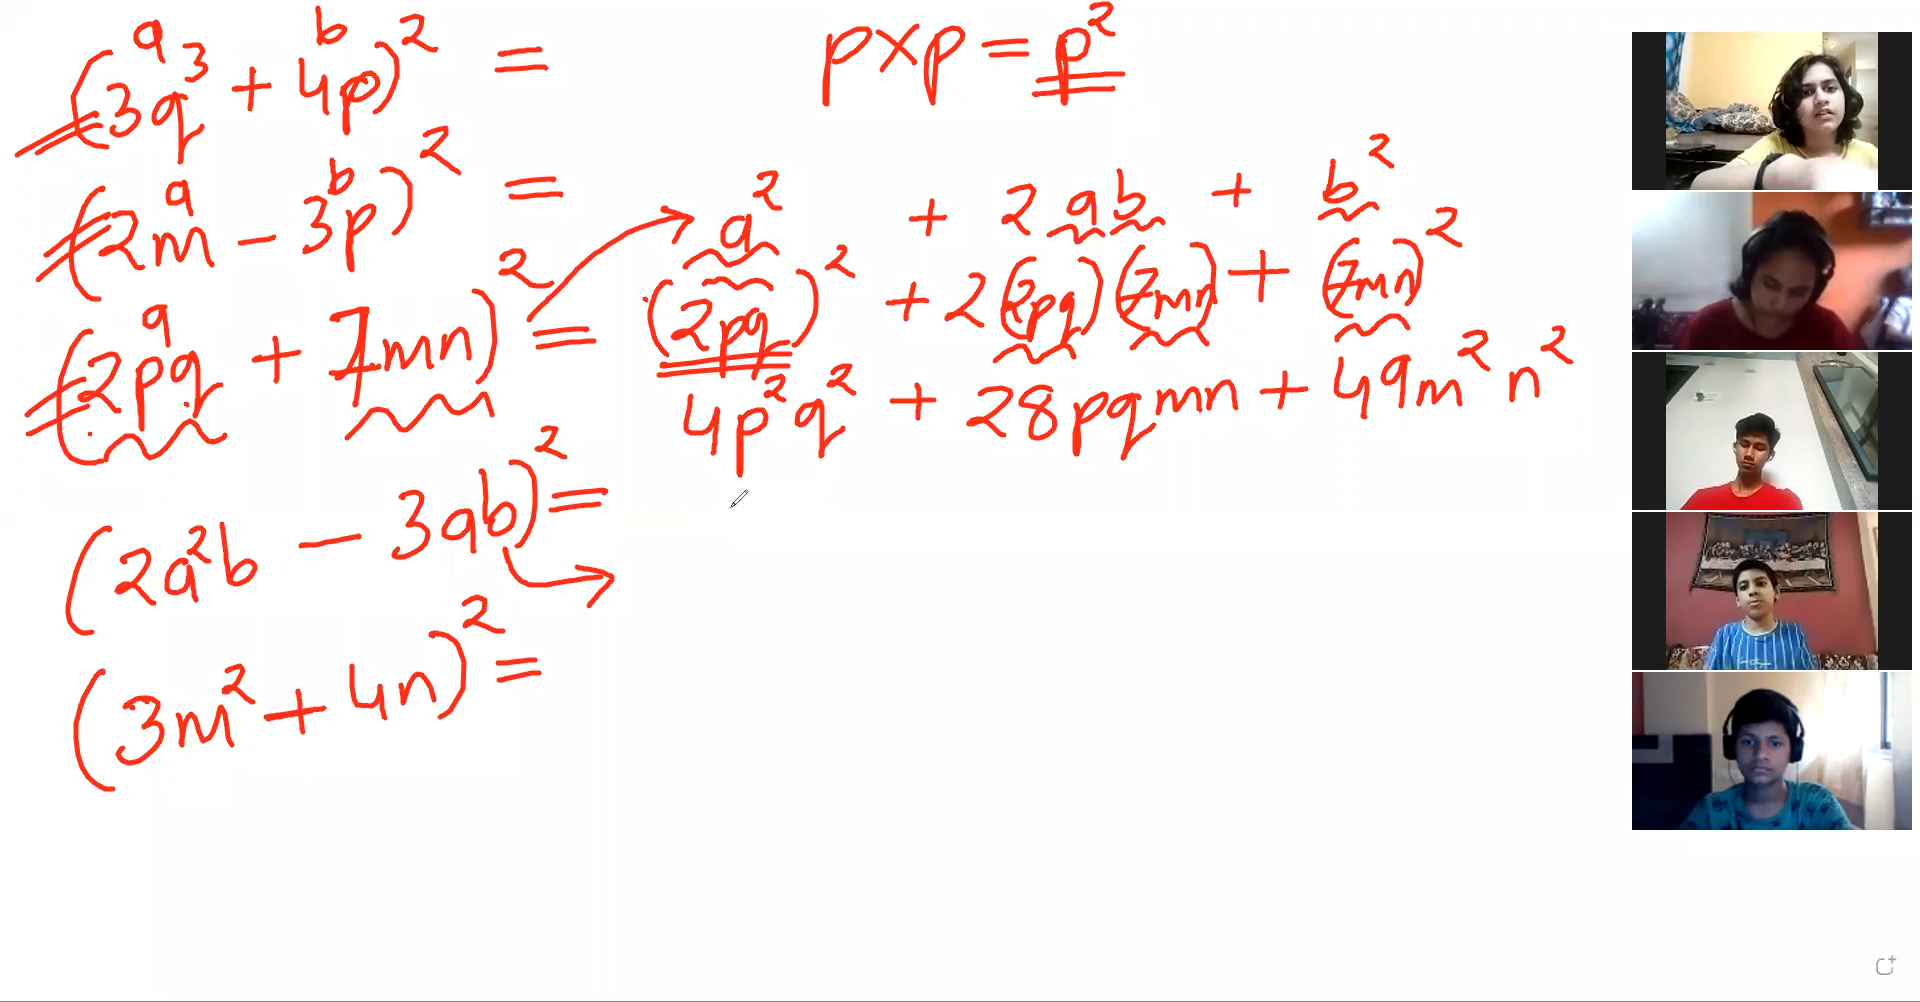 (3q³ + 4p)² =
a b
p×p = p²
(2m − 3p)² =
a b
(2pq + 7mn)² =
a
a² + 2ab + b²
(2pq)² + 2(2pq)(7mn) + (7mn)²
4p²q² + 28pqmn + 49m²n²
(2a²b − 3ab)² =
(3m² + 4n)² =